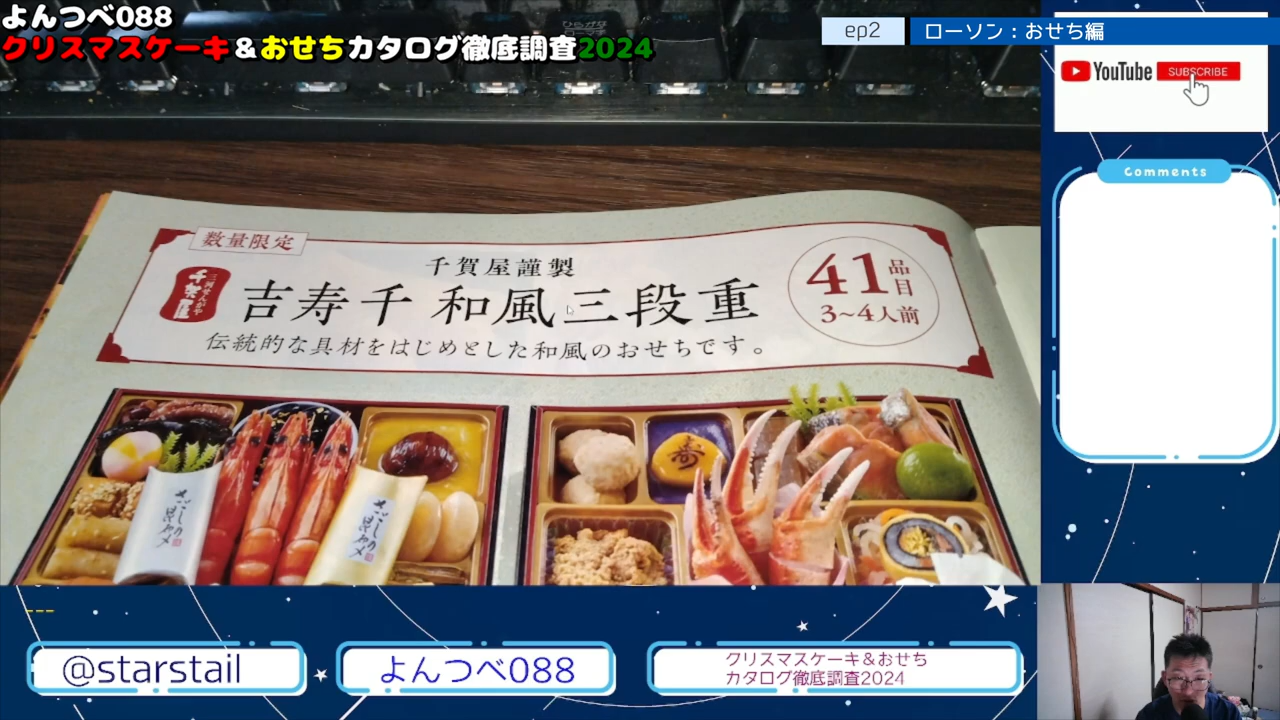 よんつべ088
クリスマスケーキ＆おせちカタログ徹底調査2024
ep2
ローソン：おせち編
YouTube
SUBSCRIBE
Comments
数量限定
千賀屋謹製
吉寿千 和風三段重
伝統的な具材をはじめとした和風のおせちです。
41品目
3〜4人前
千賀屋
寿
---
@starstail
よんつべ088
クリスマスケーキ＆おせち
カタログ徹底調査2024